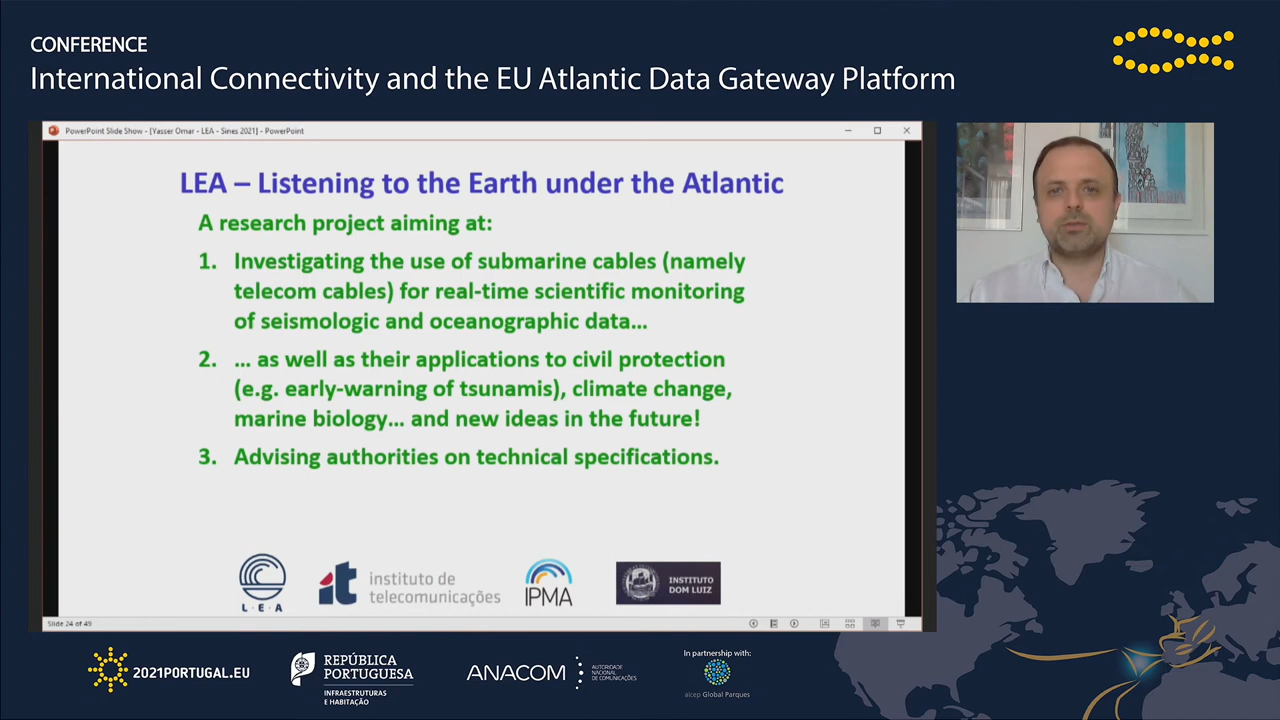 CONFERENCE
International Connectivity and the EU Atlantic Data Gateway Platform
PowerPoint Slide Show - [Yasser Omar - LEA - Sines 2021] - PowerPoint
LEA – Listening to the Earth under the Atlantic
A research project aiming at:
1. Investigating the use of submarine cables (namely
telecom cables) for real-time scientific monitoring
of seismologic and oceanographic data...
2. ... as well as their applications to civil protection
(e.g. early-warning of tsunamis), climate change,
marine biology... and new ideas in the future!
3. Advising authorities on technical specifications.
L·E·A
it instituto de
telecomunicações
IPMA
INSTITUTO
DOM LUIZ
Slide 24 of 49
2021PORTUGAL.EU
REPÚBLICA
PORTUGUESA
INFRAESTRUTURAS
E HABITAÇÃO
ANACOM
AUTORIDADE
NACIONAL
DE COMUNICAÇÕES
In partnership with:
aicep Global Parques